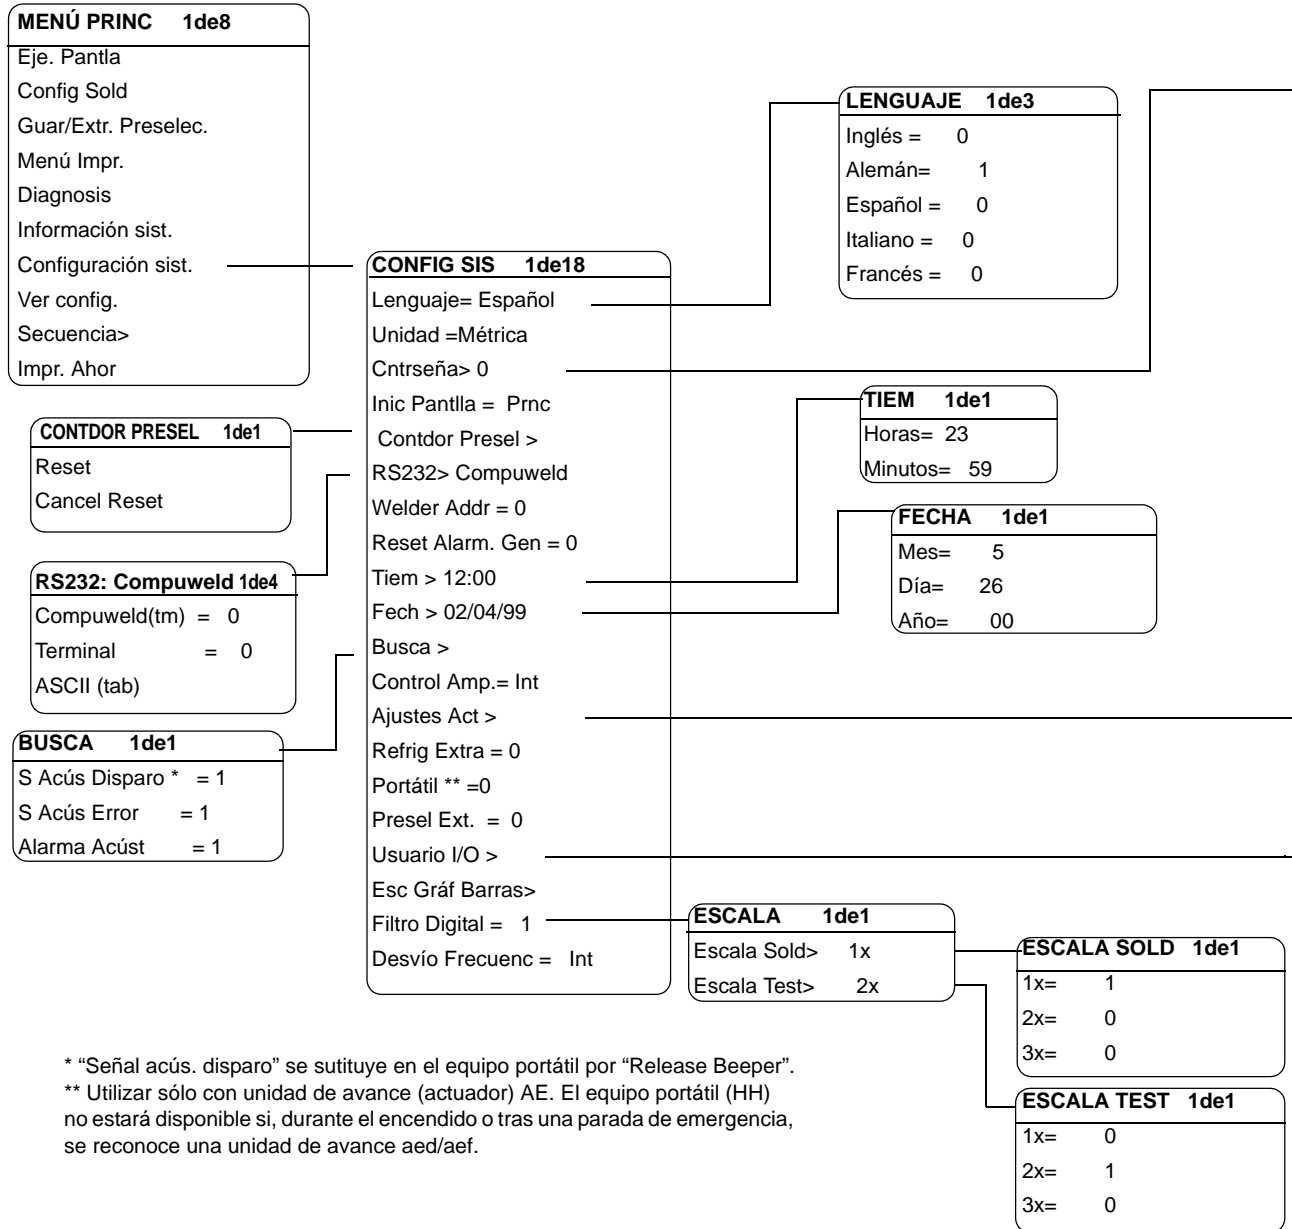 MENÚ PRINC 1de8
Eje. Pantla
Config Sold
Guar/Extr. Preselec.
Menú Impr.
Diagnosis
Información sist.
Configuración sist.
Ver config.
Secuencia>
Impr. Ahor
CONTDOR PRESEL 1de1
Reset
Cancel Reset
RS232: Compuweld 1de4
Compuweld(tm) = 0
Terminal = 0
ASCII (tab)
BUSCA 1de1
S Acús Disparo * = 1
S Acús Error = 1
Alarma Acúst = 1
CONFIG SIS 1de18
Lenguaje= Español
Unidad =Métrica
Cntrseña> 0
Inic Pantlla = Prnc
Contdor Presel >
RS232> Compuweld
Welder Addr = 0
Reset Alarm. Gen = 0
Tiem > 12:00
Fech > 02/04/99
Busca >
Control Amp.= Int
Ajustes Act >
Refrig Extra = 0
Portátil ** =0
Presel Ext. = 0
Usuario I/O >
Esc Gráf Barras>
Filtro Digital = 1
Desvío Frecuenc = Int
LENGUAJE 1de3
Inglés = 0
Alemán= 1
Español = 0
Italiano = 0
Francés = 0
TIEM 1de1
Horas= 23
Minutos= 59
FECHA 1de1
Mes= 5
Día= 26
Año= 00
ESCALA 1de1
Escala Sold> 1x
Escala Test> 2x
ESCALA SOLD 1de1
1x= 1
2x= 0
3x= 0
ESCALA TEST 1de1
1x= 0
2x= 1
3x= 0
* “Señal acús. disparo” se sutituye en el equipo portátil por “Release Beeper”.
** Utilizar sólo con unidad de avance (actuador) AE. El equipo portátil (HH)
no estará disponible si, durante el encendido o tras una parada de emergencia,
se reconoce una unidad de avance aed/aef.